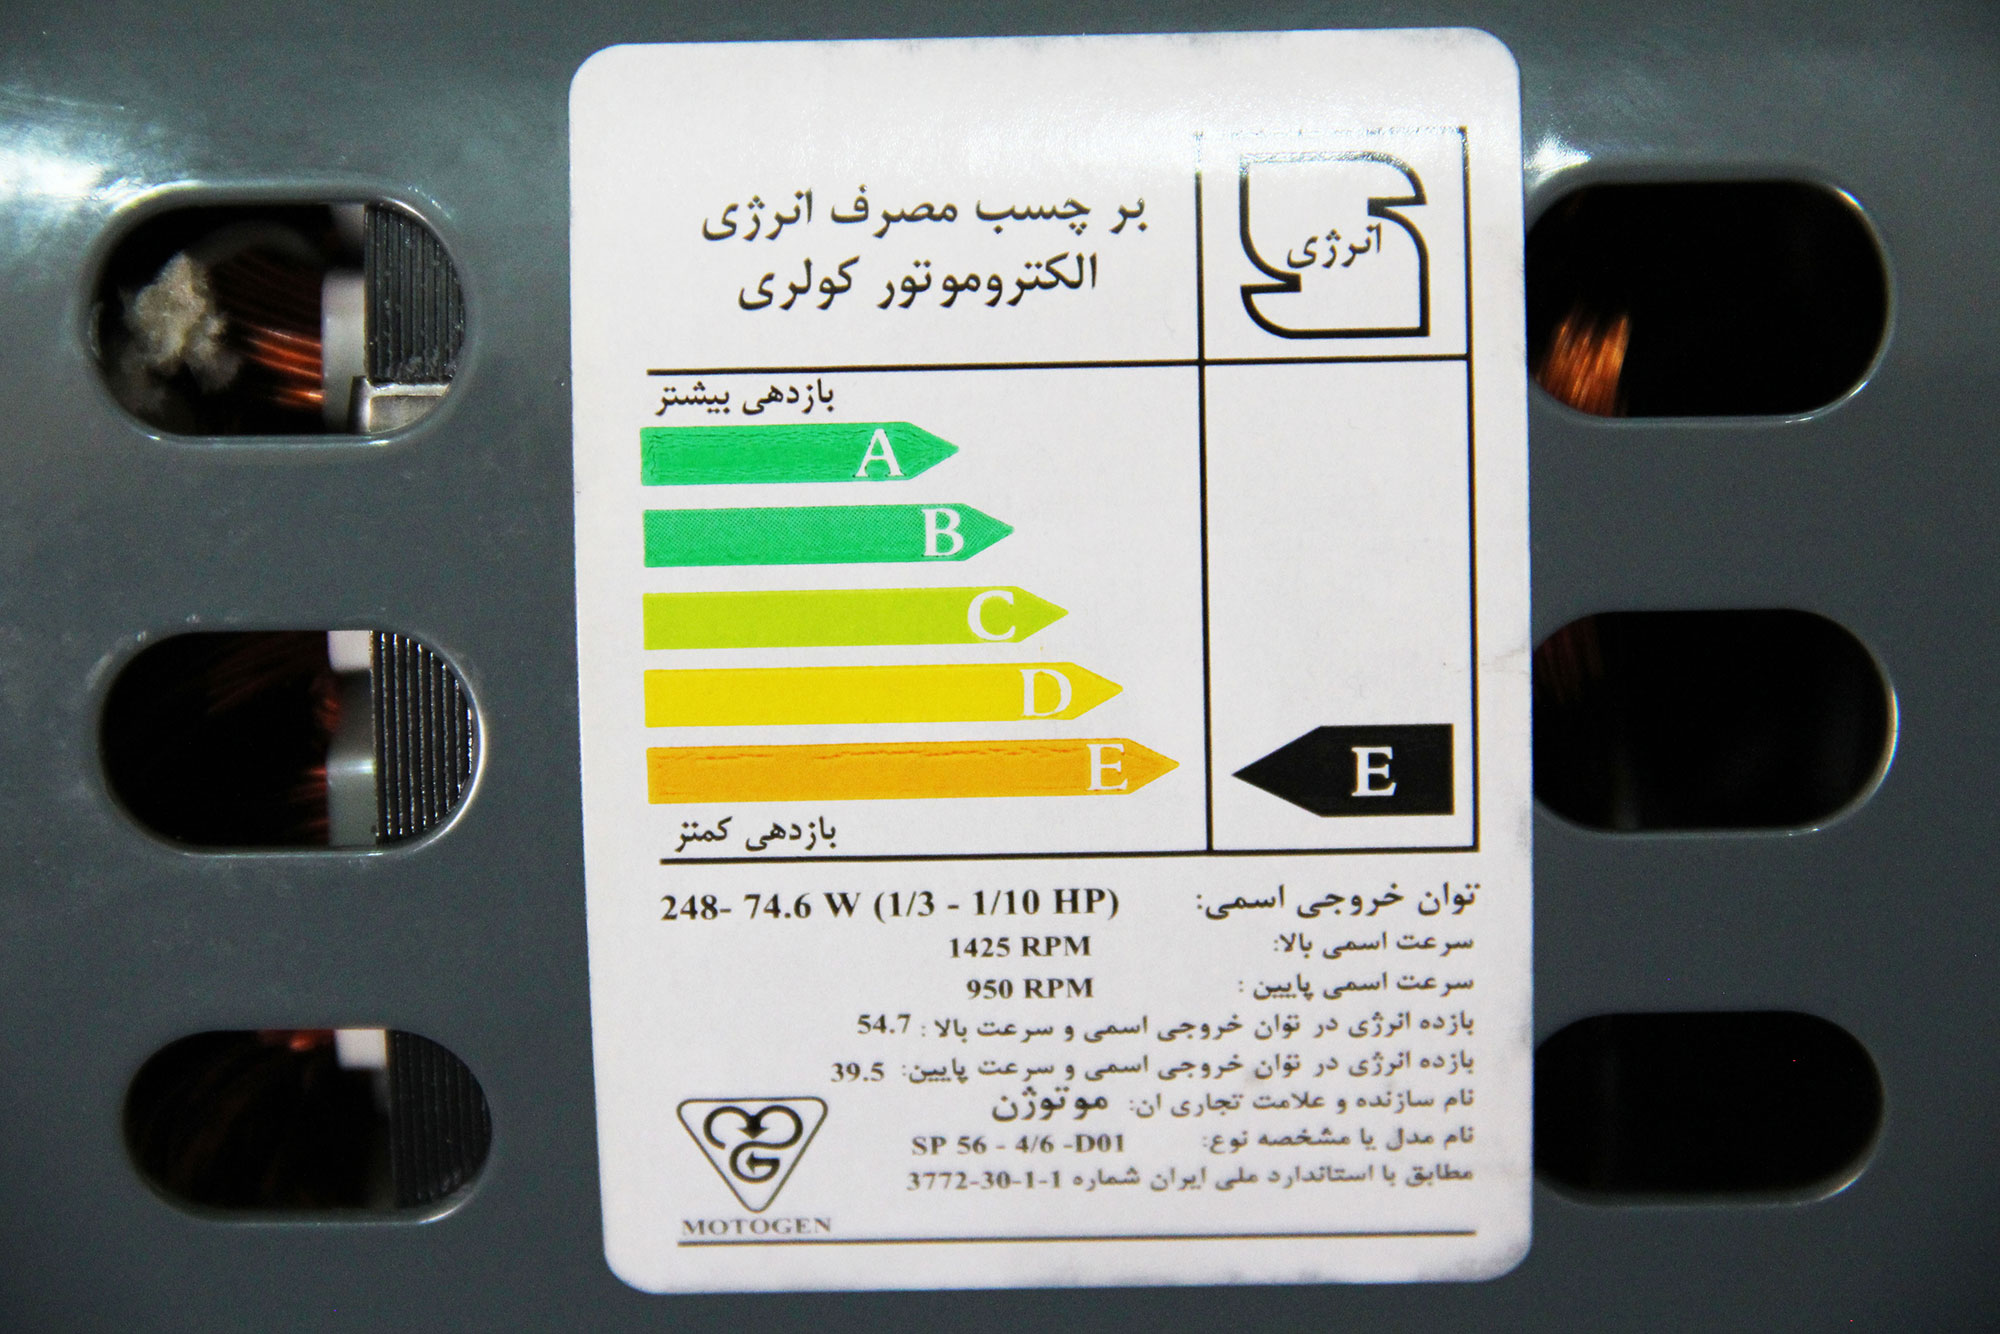 بر چسب مصرف انرژی
الکتروموتور کولری
انرژی
بازدهی بیشتر
A
B
C
D
E
E
بازدهی کمتر
توان خروجی اسمی: 248- 74.6 W (1/3 - 1/10 HP)
سرعت اسمی بالا: 1425 RPM
سرعت اسمی پایین : 950 RPM
بازده انرژی در توان خروجی اسمی و سرعت بالا : 54.7
بازده انرژی در توان خروجی اسمی و سرعت پایین: 39.5
نام سازنده و علامت تجاری ان: موتوژن
نام مدل یا مشخصه نوع: SP 56 - 4/6 -D01
مطابق با استاندارد ملی ایران شماره 1-1-30-3772
MOTOGEN